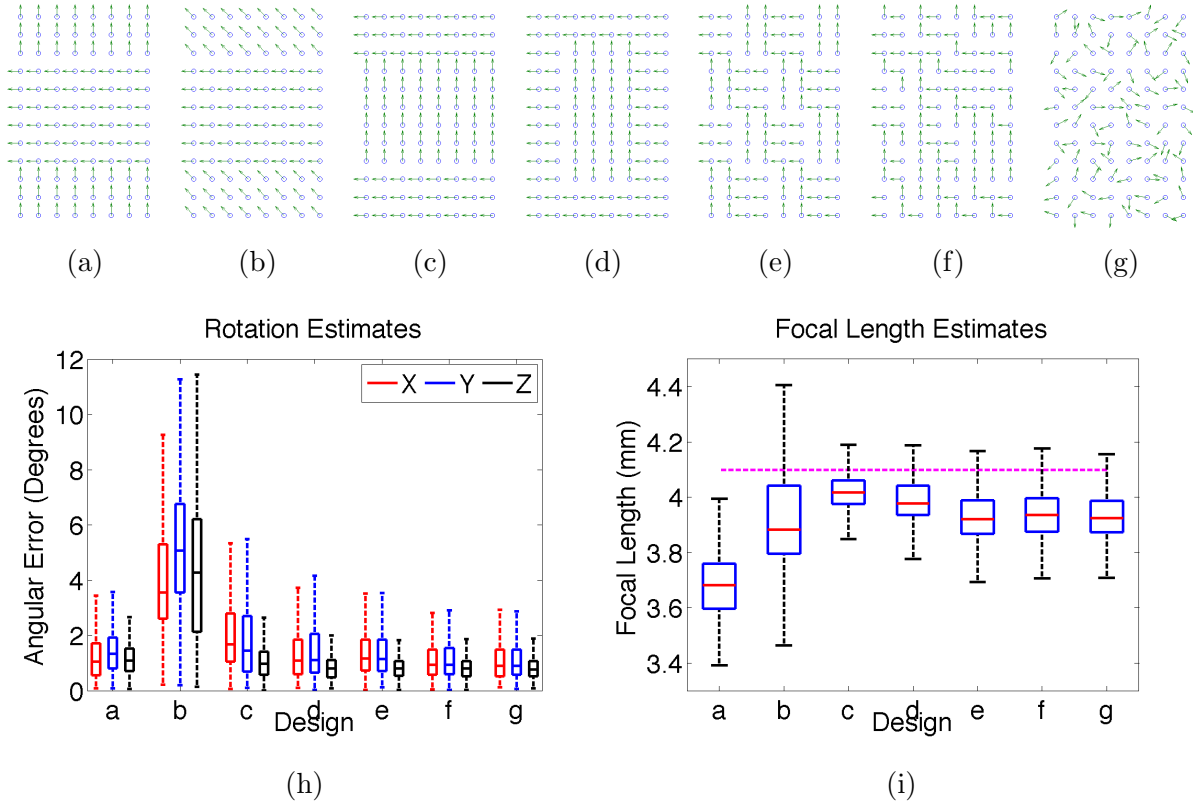 (a) (b) (c) (d) (e) (f) (g)
Rotation Estimates
12
10
8
6
4
2
0
Angular Error (Degrees)
X Y Z
a b c d e f g
Design
(h)
Focal Length Estimates
4.4
4.2
4
3.8
3.6
3.4
Focal Length (mm)
a b c d e f g
Design
(i)